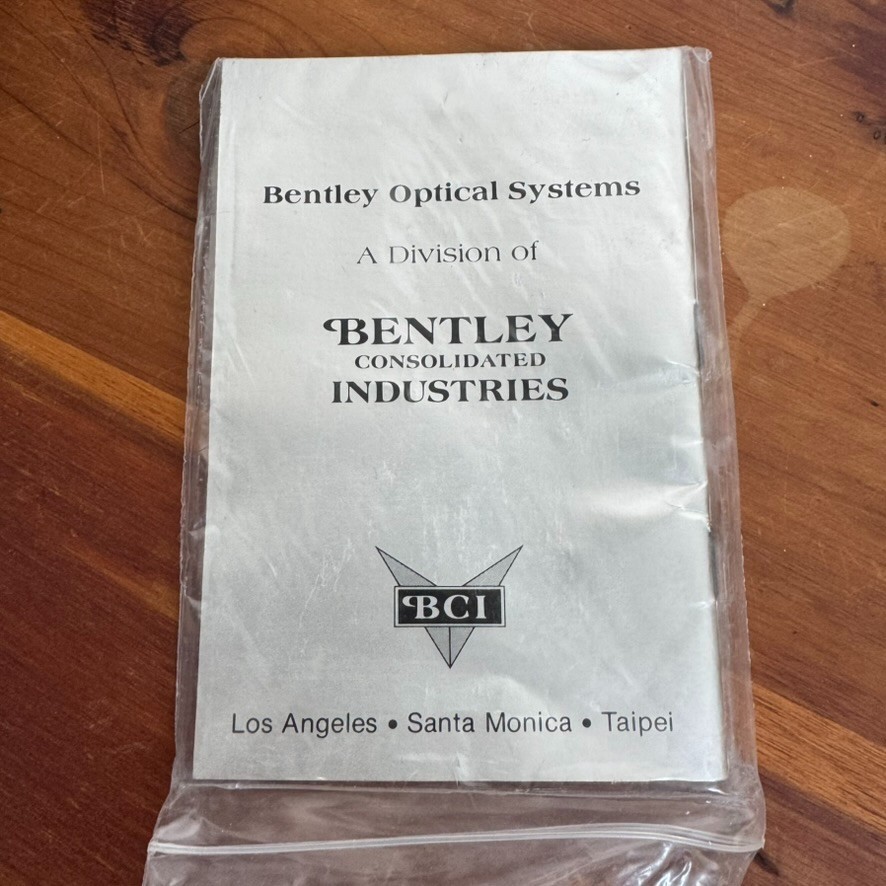 Bentley Optical Systems
A Division of
BENTLEY
CONSOLIDATED
INDUSTRIES
BCI
Los Angeles • Santa Monica • Taipei